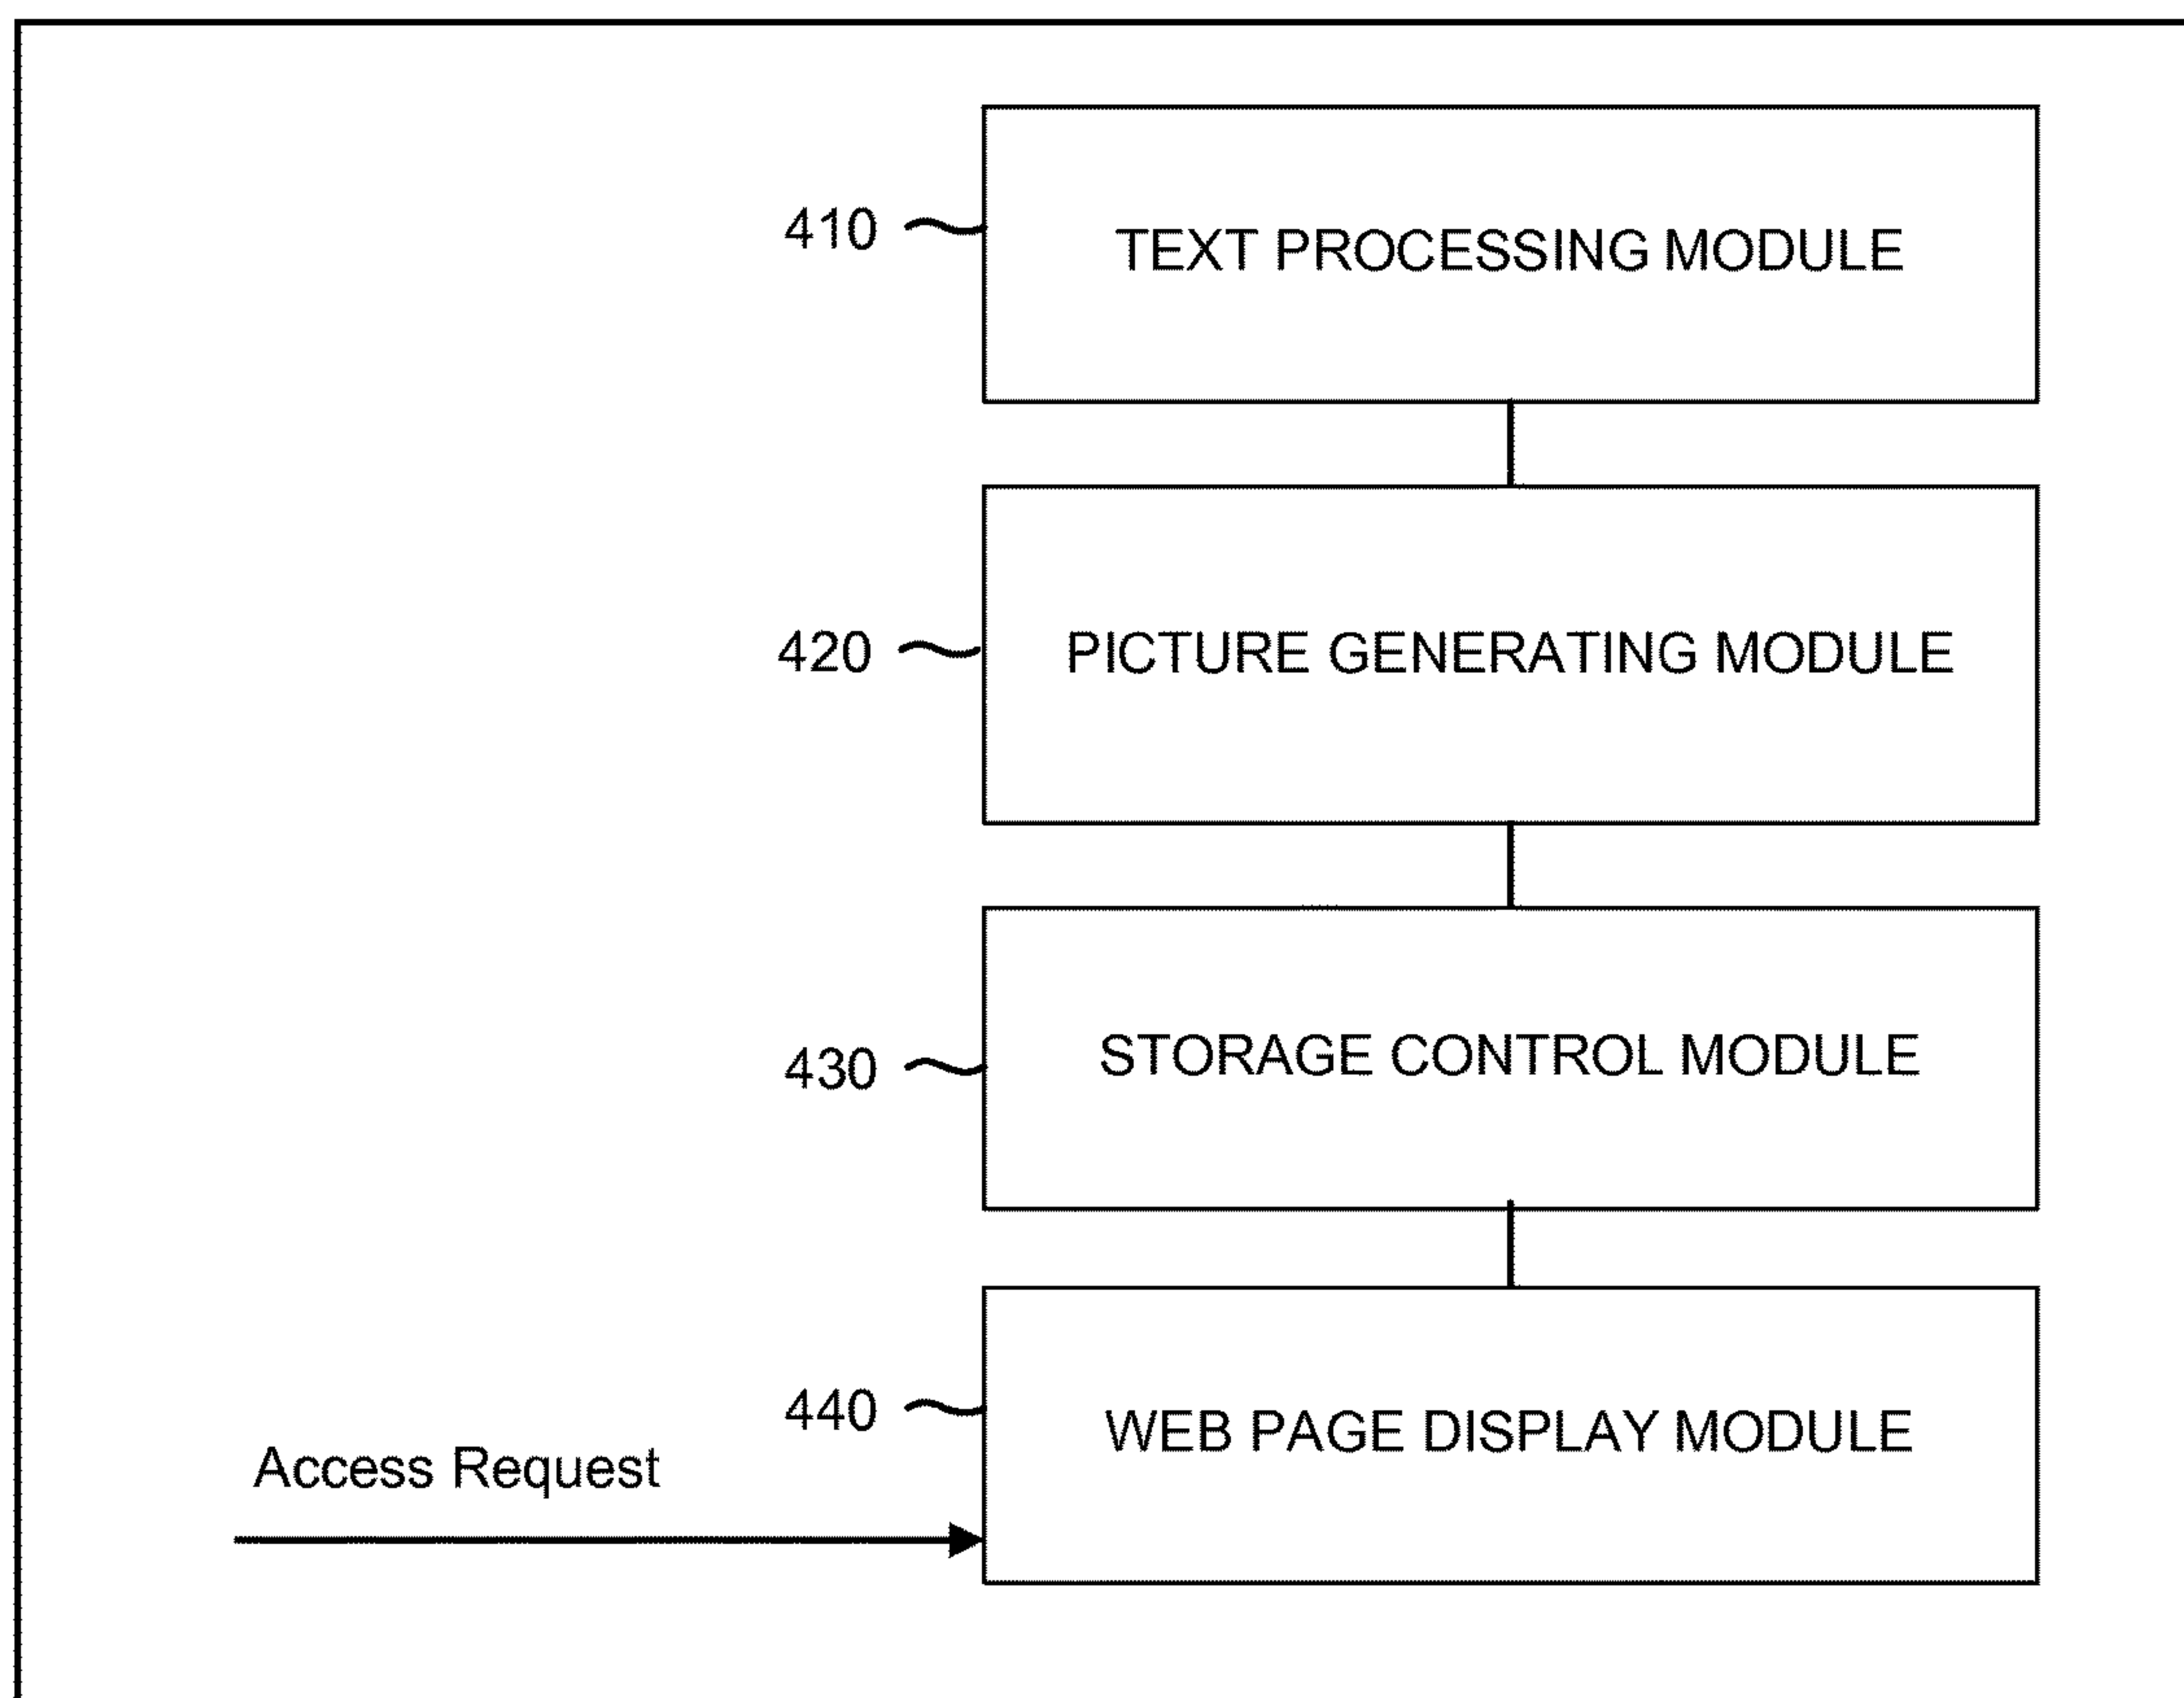 410
TEXT PROCESSING MODULE
420
PICTURE GENERATING MODULE
430
STORAGE CONTROL MODULE
440
WEB PAGE DISPLAY MODULE
Access Request